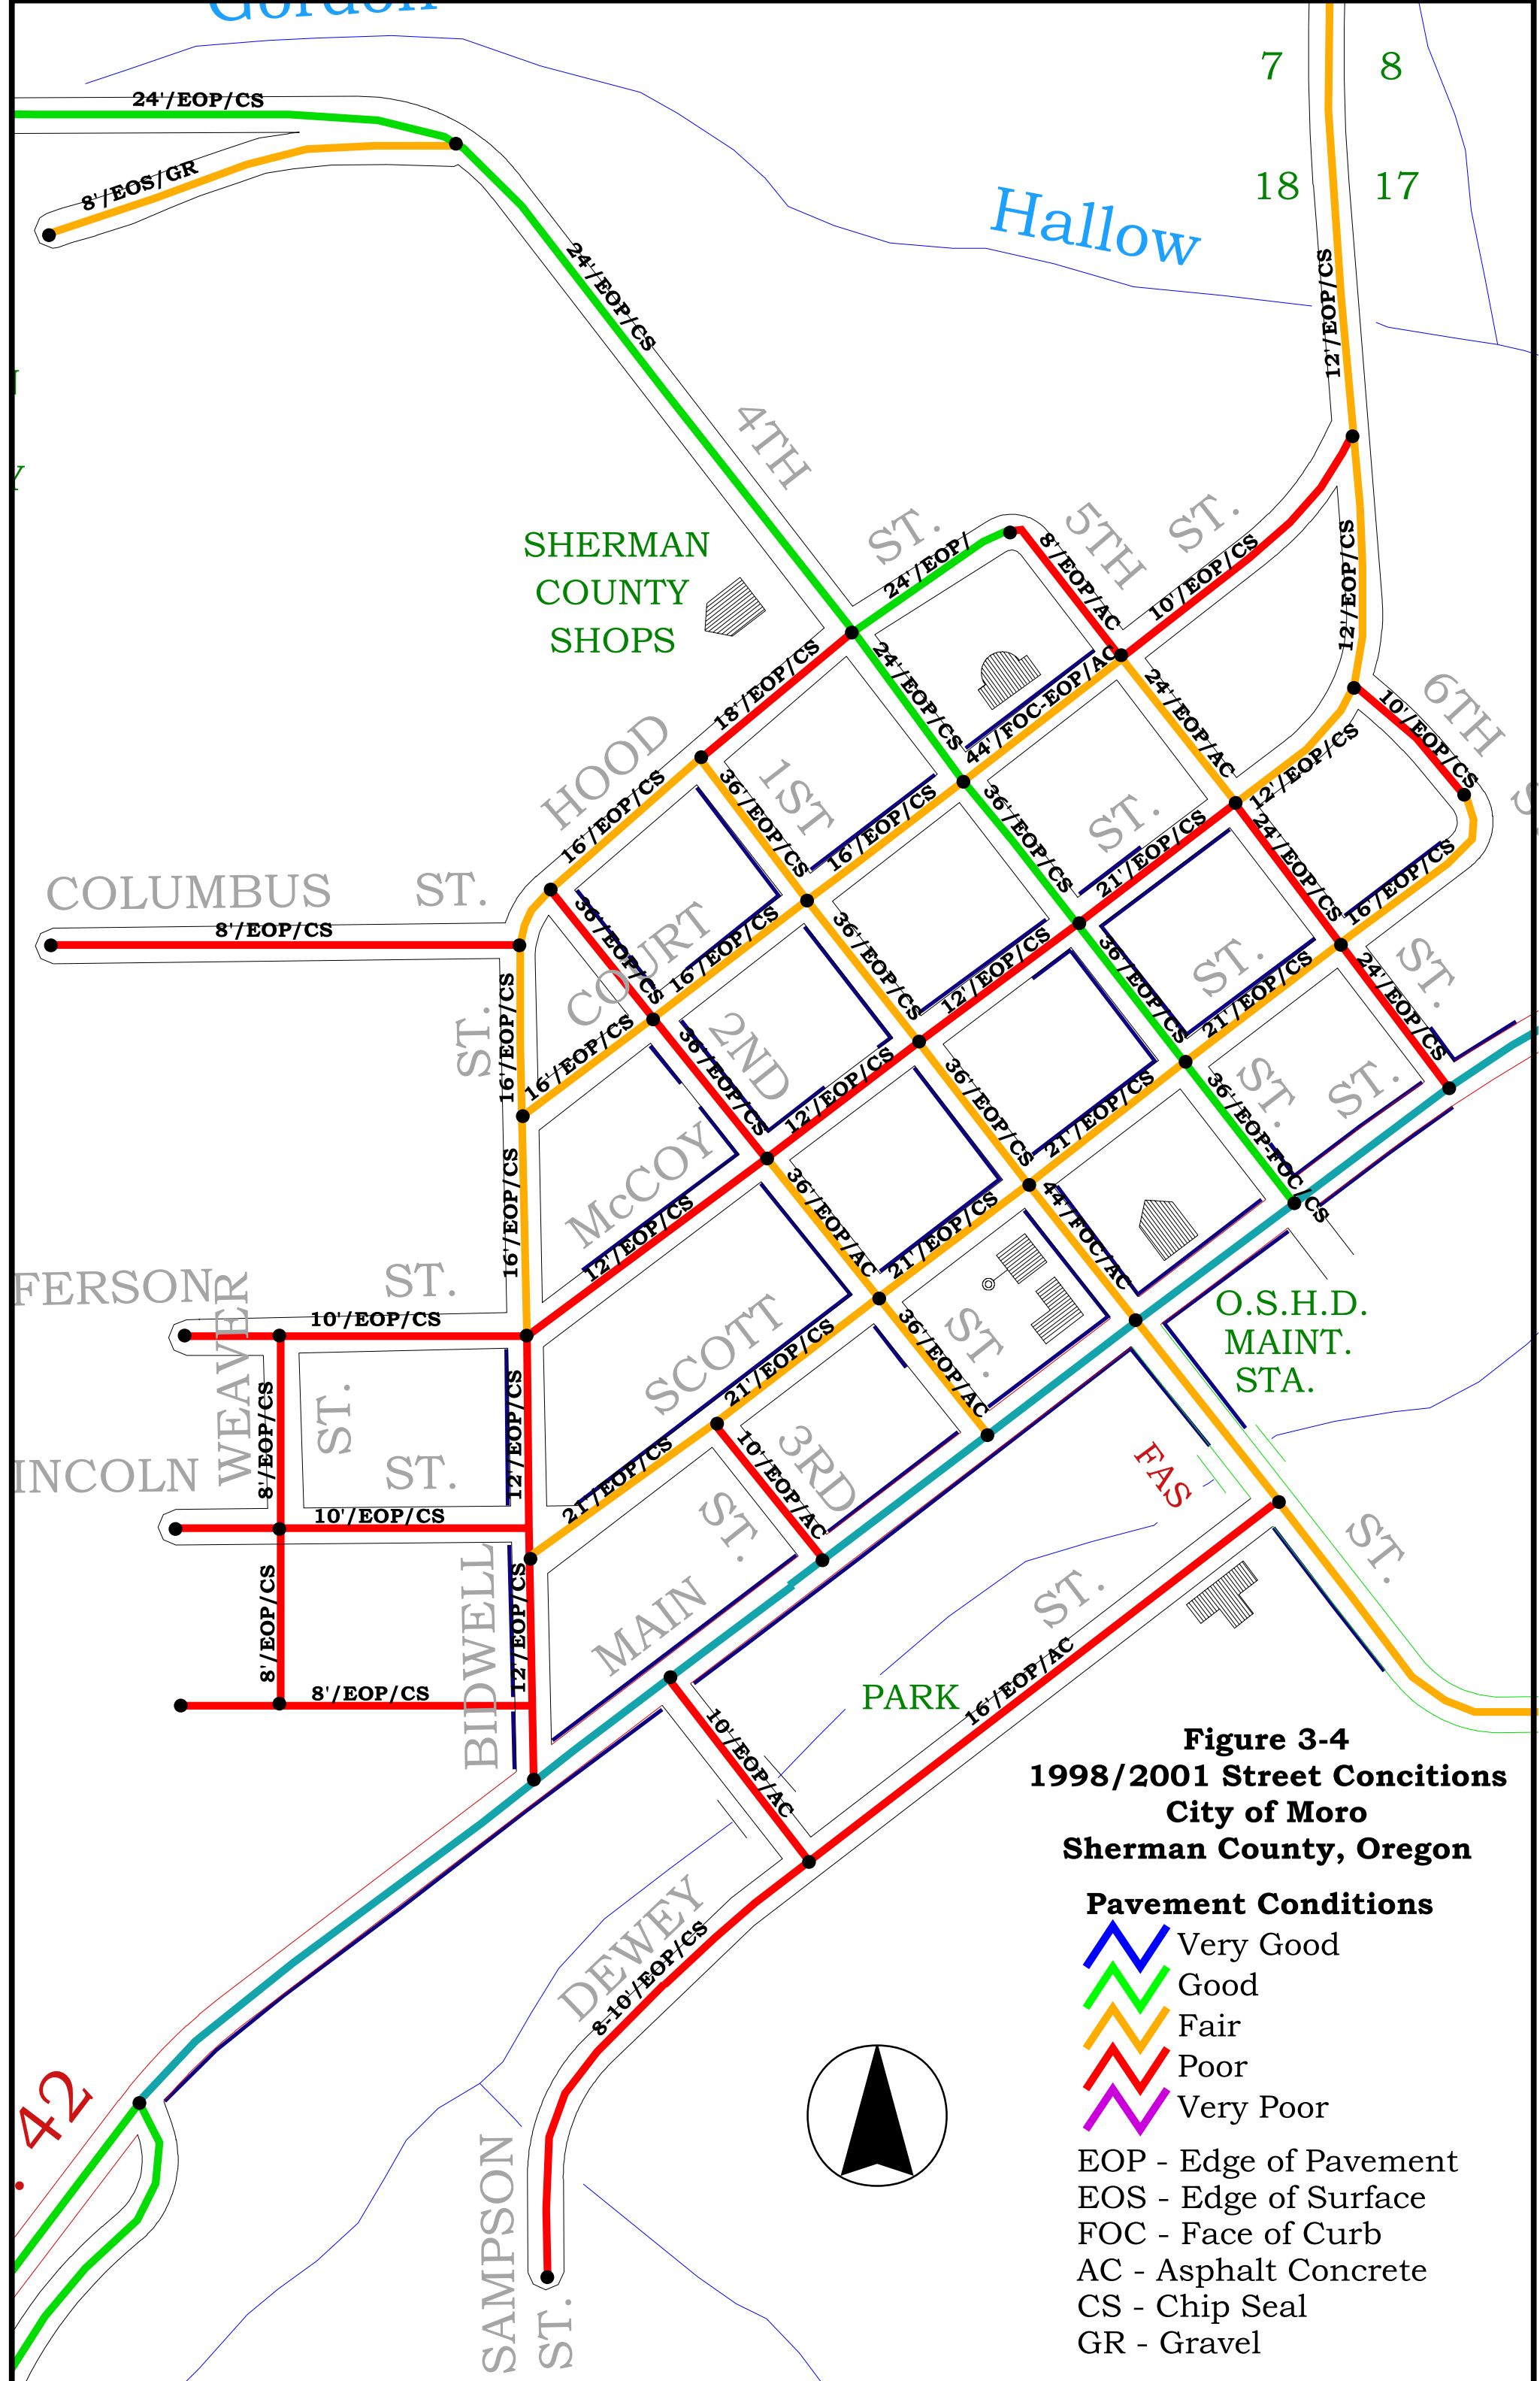 Gordon
24'/EOP/CS
8'/EOS/GR
7
8
18
17
Hallow
24'/EOP/CS
12'/EOP/CS
4TH
ST.
5TH
ST.
SHERMAN
COUNTY
SHOPS
24'/EOP/
8'/EOP/AC
10'/EOP/CS
12'/EOP/CS
18'/EOP/CS
24'/EOP/CS
44'/FOC-EOP/AC
24'/EOP/AC
10'/EOP/CS
6TH
HOOD
16'/EOP/CS
36'/EOP/CS
1ST
16'/EOP/CS
36'/EOP/CS
ST.
21'/EOP/CS
12'/EOP/CS
24'/EOP/CS
16'/EOP/CS
COLUMBUS
ST.
8'/EOP/CS
36'/EOP/CS
COURT
16'/EOP/CS
36'/EOP/CS
12'/EOP/CS
36'/EOP/CS
ST.
21'/EOP/CS
24'/EOP/CS
ST.
ST.
16'/EOP/CS
16'/EOP/CS
36'/EOP/CS
2ND
12'/EOP/CS
36'/EOP/CS
21'/EOP/CS
36'/EOP-FOC/CS
ST.
ST.
16'/EOP/CS
McCOY
12'/EOP/CS
36'/EOP/AC
21'/EOP/CS
44'/FOC/AC
FERSON
ST.
10'/EOP/CS
WEAVER
ST.
8'/EOP/CS
12'/EOP/CS
SCOTT
21'/EOP/CS
36'/EOP/AC
ST.
O.S.H.D.
MAINT.
STA.
INCOLN
ST.
10'/EOP/CS
21'/EOP/CS
10'/EOP/AC
3RD
ST.
FAS
ST.
8'/EOP/CS
BIDWELL
12'/EOP/CS
MAIN
ST.
8'/EOP/CS
10'/EOP/AC
PARK
16'/EOP/AC
DEWEY
8-10'/EOP/CS
SAMPSON
ST.
. 42
Figure 3-4
1998/2001 Street Concitions
City of Moro
Sherman County, Oregon
Pavement Conditions
Very Good
Good
Fair
Poor
Very Poor
EOP - Edge of Pavement
EOS - Edge of Surface
FOC - Face of Curb
AC - Asphalt Concrete
CS - Chip Seal
GR - Gravel